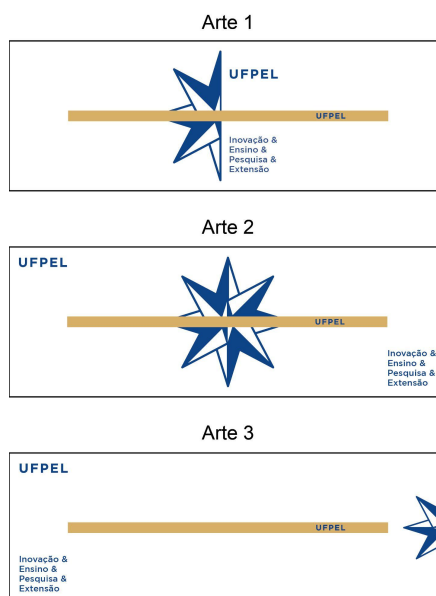 Arte 1
UFPEL
UFPEL
Inovação &
Ensino &
Pesquisa &
Extensão
Arte 2
UFPEL
UFPEL
Inovação &
Ensino &
Pesquisa &
Extensão
Arte 3
UFPEL
UFPEL
Inovação &
Ensino &
Pesquisa &
Extensão